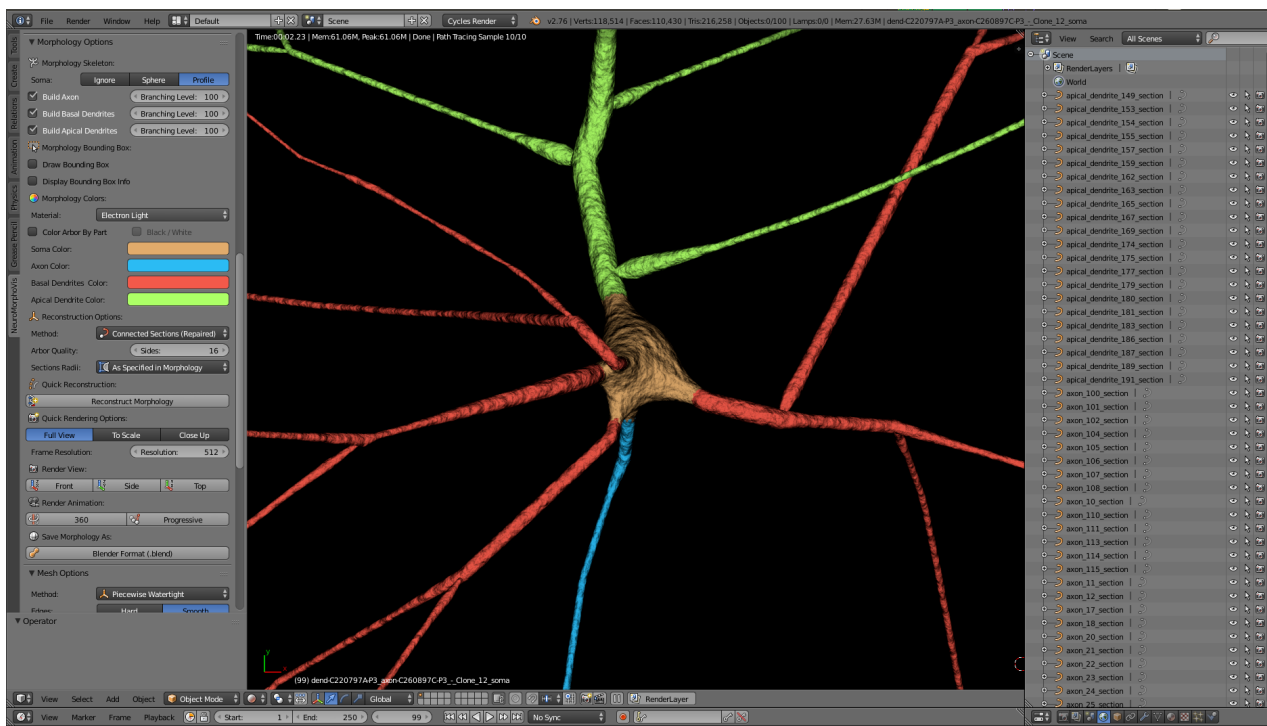 File Render Window Help Default Scene Cycles Render v2.76 | Verts:118,514 | Faces:110,430 | Tris:216,258 | Objects:0/100 | Lamps:0/0 | Mem:27.63M | dend-C220797A-P3_axon-C260897C-P3_-_Clone_12_soma
Tools
Create
Relations
Animation
Physics
Grease Pencil
NeuroMorphoVis
Morphology Options
Morphology Skeleton:
Soma: Ignore Sphere Profile
Build Axon Branching Level: 100
Build Basal Dendrites Branching Level: 100
Build Apical Dendrites Branching Level: 100
Morphology Bounding Box:
Draw Bounding Box
Display Bounding Box Info
Morphology Colors:
Material: Electron Light
Color Arbor By Part Black / White
Soma Color:
Axon Color:
Basal Dendrites Color:
Apical Dendrite Color:
Reconstruction Options:
Method: Connected Sections (Repaired)
Arbor Quality: Sides: 16
Sections Radii: As Specified in Morphology
Quick Reconstruction:
Reconstruct Morphology
Quick Rendering Options:
Full View To Scale Close Up
Frame Resolution: Resolution: 512
Render View:
Front Side Top
Render Animation:
360 Progressive
Save Morphology As:
Blender Format (.blend)
Mesh Options
Method: Piecewise Watertight
Edges: Hard Smooth
Operator
Time:00:02.23 | Mem:61.06M, Peak:61.06M | Done | Path Tracing Sample 10/10
Y
(99) dend-C220797A-P3_axon-C260897C-P3_-_Clone_12_soma
View Search All Scenes
Scene
RenderLayers |
World
apical_dendrite_149_section |
apical_dendrite_153_section |
apical_dendrite_154_section |
apical_dendrite_155_section |
apical_dendrite_157_section |
apical_dendrite_159_section |
apical_dendrite_162_section |
apical_dendrite_163_section |
apical_dendrite_165_section |
apical_dendrite_167_section |
apical_dendrite_169_section |
apical_dendrite_174_section |
apical_dendrite_175_section |
apical_dendrite_177_section |
apical_dendrite_179_section |
apical_dendrite_180_section |
apical_dendrite_181_section |
apical_dendrite_183_section |
apical_dendrite_186_section |
apical_dendrite_187_section |
apical_dendrite_189_section |
apical_dendrite_191_section |
axon_100_section |
axon_101_section |
axon_102_section |
axon_104_section |
axon_105_section |
axon_106_section |
axon_107_section |
axon_108_section |
axon_10_section |
axon_110_section |
axon_111_section |
axon_113_section |
axon_114_section |
axon_115_section |
axon_11_section |
axon_12_section |
axon_17_section |
axon_18_section |
axon_20_section |
axon_21_section |
axon_22_section |
axon_23_section |
axon_24_section |
axon_25_section |
View Select Add Object Object Mode Global RenderLayer
View Marker Frame Playback Start: 1 End: 250 99 No Sync